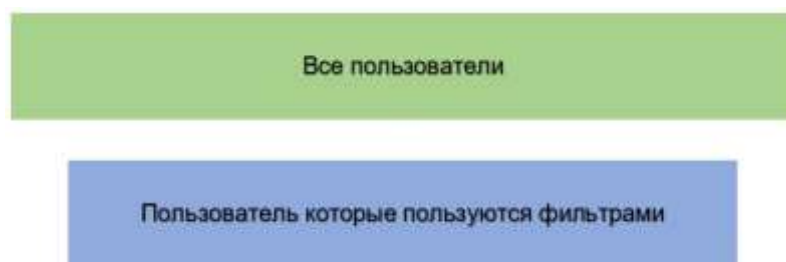 Все пользователи
Пользователь которые пользуются фильтрами